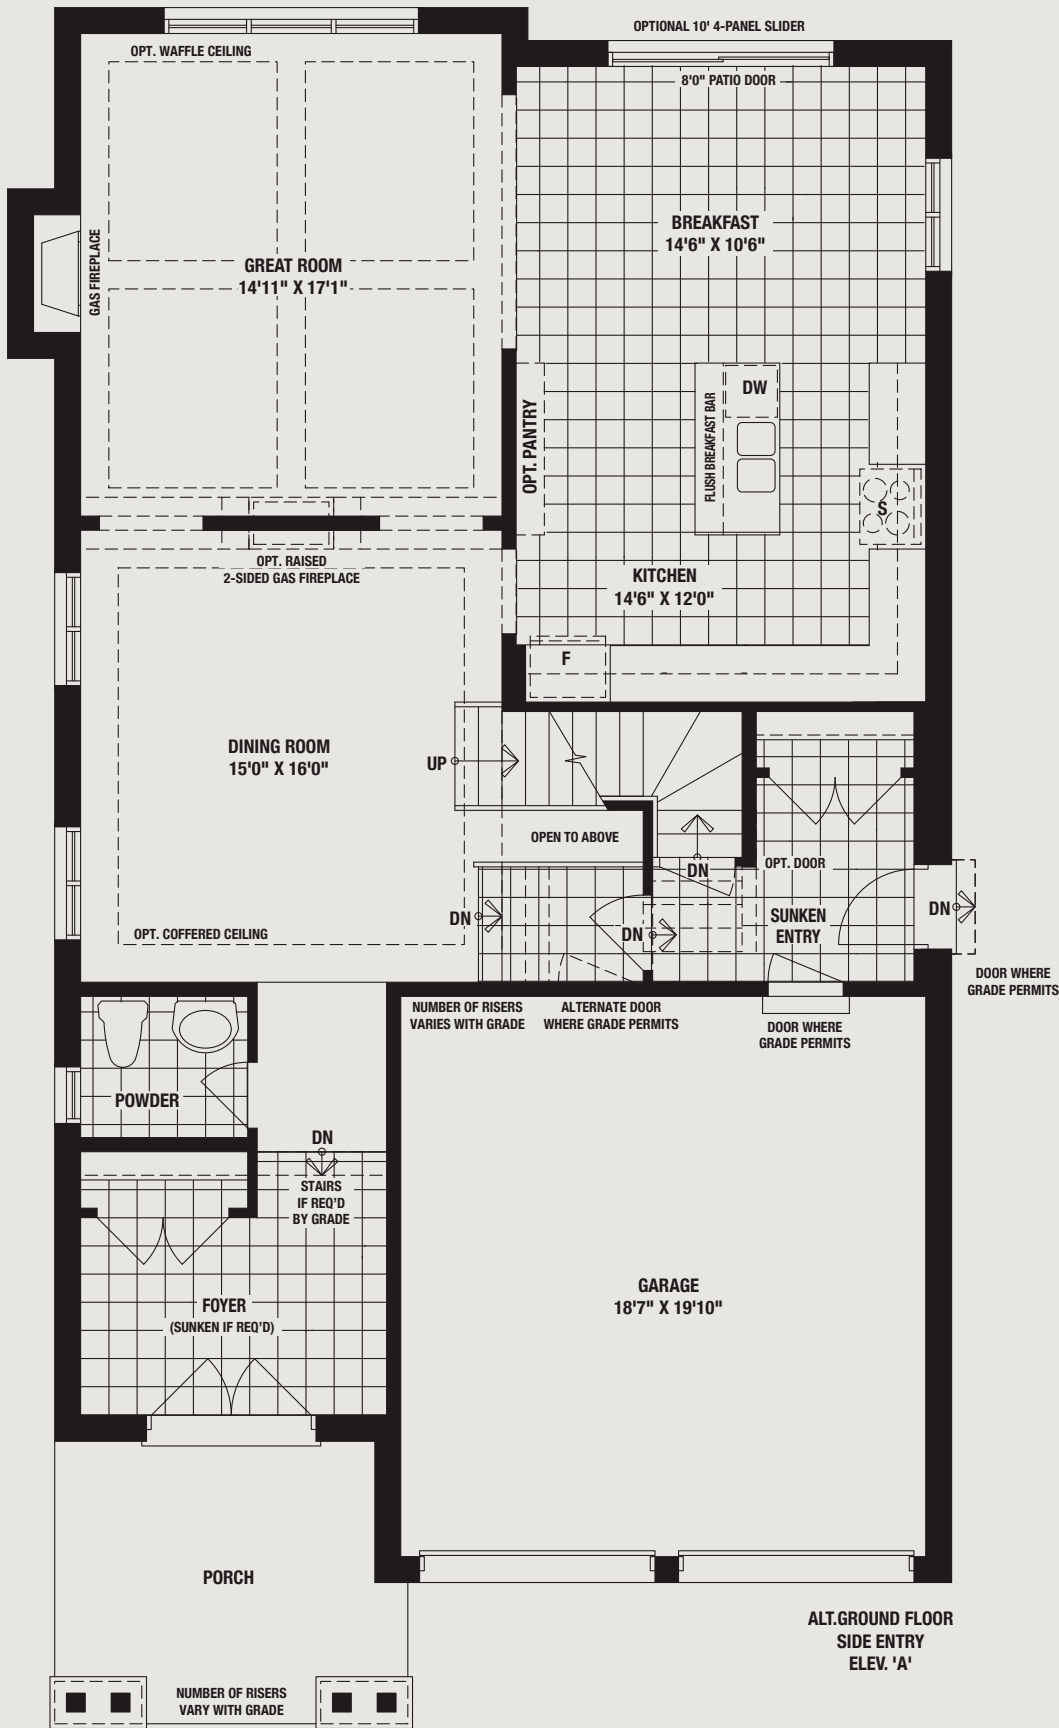 OPTIONAL 10' 4-PANEL SLIDER
OPT. WAFFLE CEILING
8'0" PATIO DOOR
BREAKFAST
14'6" X 10'6"
GAS FIREPLACE
GREAT ROOM
14'11" X 17'1"
OPT. PANTRY
FLUSH BREAKFAST BAR
DW
S
OPT. RAISED
2-SIDED GAS FIREPLACE
KITCHEN
14'6" X 12'0"
F
DINING ROOM
15'0" X 16'0"
UP
OPEN TO ABOVE
OPT. DOOR
DN
DN
DN
SUNKEN
ENTRY
DN
OPT. COFFERED CEILING
DOOR WHERE
GRADE PERMITS
NUMBER OF RISERS
VARIES WITH GRADE
ALTERNATE DOOR
WHERE GRADE PERMITS
DOOR WHERE
GRADE PERMITS
POWDER
DN
STAIRS
IF REQ'D
BY GRADE
FOYER
(SUNKEN IF REQ'D)
GARAGE
18'7" X 19'10"
PORCH
ALT.GROUND FLOOR
SIDE ENTRY
ELEV. 'A'
NUMBER OF RISERS
VARY WITH GRADE